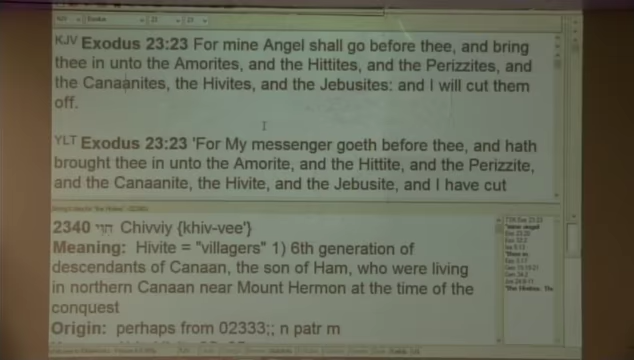 KJV Exodus 23 23
KJV Exodus 23:23 For mine Angel shall go before thee, and bring
thee in unto the Amorites, and the Hittites, and the Perizzites, and
the Canaanites, the Hivites, and the Jebusites: and I will cut them
off.
YLT Exodus 23:23 'For My messenger goeth before thee, and hath
brought thee in unto the Amorite, and the Hittite, and the Perizzite,
and the Canaanite, the Hivite, and the Jebusite, and I have cut
2340 חִוִּי Chivviy {khiv-vee'}
Meaning: Hivite = "villagers" 1) 6th generation of
descendants of Canaan, the son of Ham, who were living
in northern Canaan near Mount Hermon at the time of the
conquest
Origin: perhaps from 02333;; n patr m